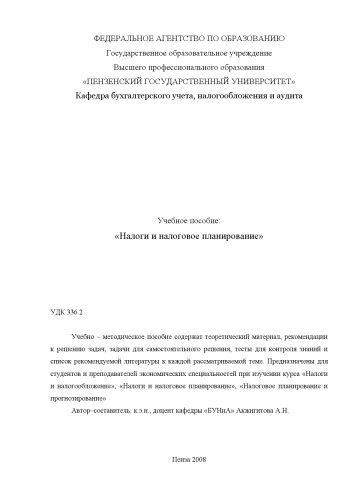 ФЕДЕРАЛЬНОЕ АГЕНТСТВО ПО ОБРАЗОВАНИЮ
Государственное образовательное учреждение
Высшего профессионального образования
«ПЕНЗЕНСКИЙ ГОСУДАРСТВЕННЫЙ УНИВЕРСИТЕТ»
Кафедра бухгалтерского учета, налогообложения и аудита
Учебное пособие:
«Налоги и налоговое планирование»
УДК 336.2
Учебно – методическое пособие содержат теоретический материал, рекомендации
к решению задач, задачи для самостоятельного решения, тесты для контроля знаний и
список рекомендуемой литературы к каждой рассматриваемой теме. Предназначены для
студентов и преподавателей экономических специальностей при изучении курса «Налоги
и налогообложение», «Налоги и налоговое планирование», «Налоговое планирование и
прогнозирование»
Автор-составитель: к.э.н., доцент кафедры «БУНиА» Акжигитова А.Н.
Пенза 2008